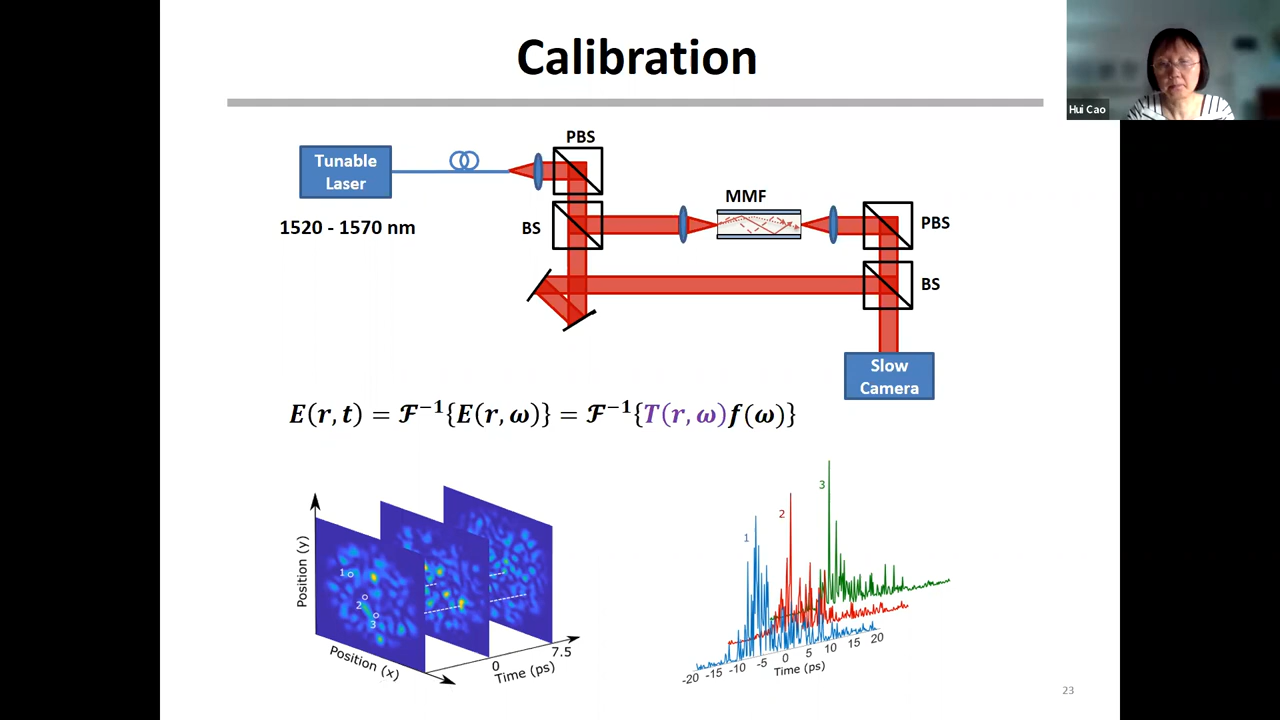 Calibration
Hui Cao
PBS
Tunable
Laser
1520 - 1570 nm
BS
MMF
PBS
BS
Slow
Camera
E(r, t) = ℱ⁻¹{E(r, ω)} = ℱ⁻¹{T(r, ω)f(ω)}
Position (y)
1
2
3
Position (x)
0
7.5
Time (ps)
1
2
3
-20 -15 -10 -5 0 5 10 15 20
Time (ps)
23